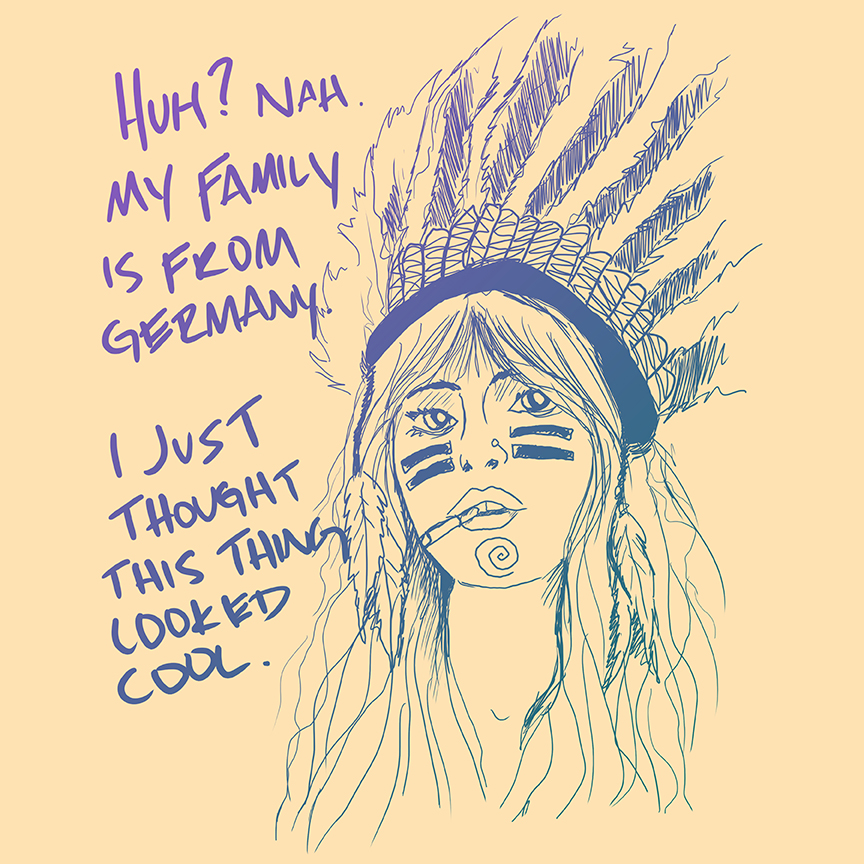 HUH? NAH.
MY FAMILY
IS FROM
GERMANY.
I JUST
THOUGHT
THIS THING
LOOKED
COOL.